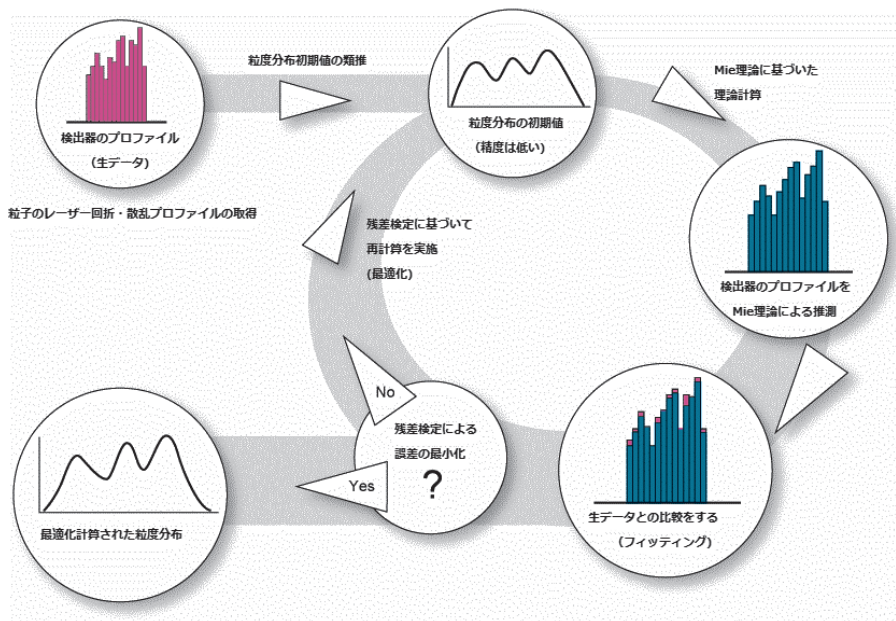 検出器のプロファイル
(生データ)
粒子のレーザー回折・散乱プロファイルの取得
粒度分布初期値の類推
粒度分布の初期値
(精度は低い)
Mie理論に基づいた
理論計算
検出器のプロファイルを
Mie理論による推測
生データとの比較をする
(フィッティング)
残差検定による
誤差の最小化
?
No
残差検定に基づいて
再計算を実施
(最適化)
Yes
最適化計算された粒度分布